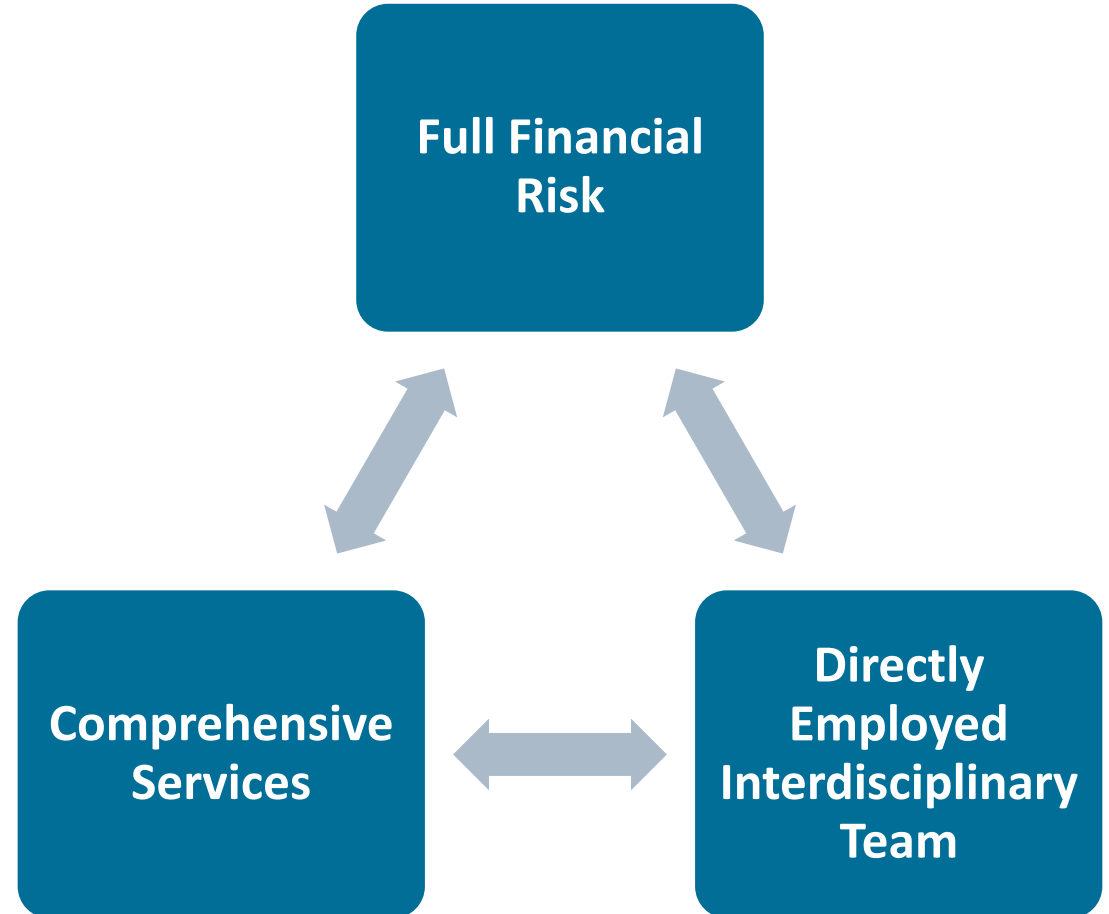 Full Financial
Risk
Comprehensive
Services
Directly
Employed
Interdisciplinary
Team